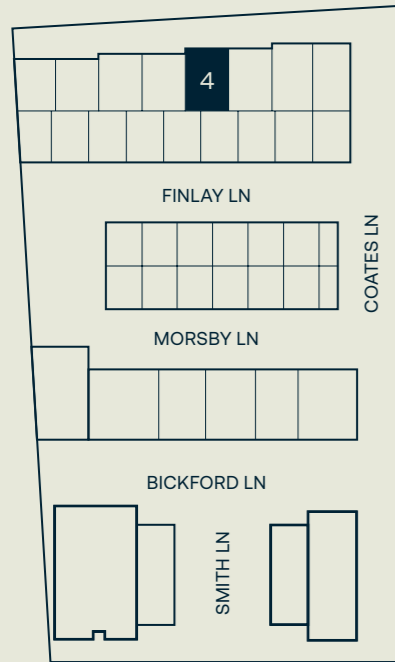 4
FINLAY LN
COATES LN
MORSBY LN
BICKFORD LN
SMITH LN